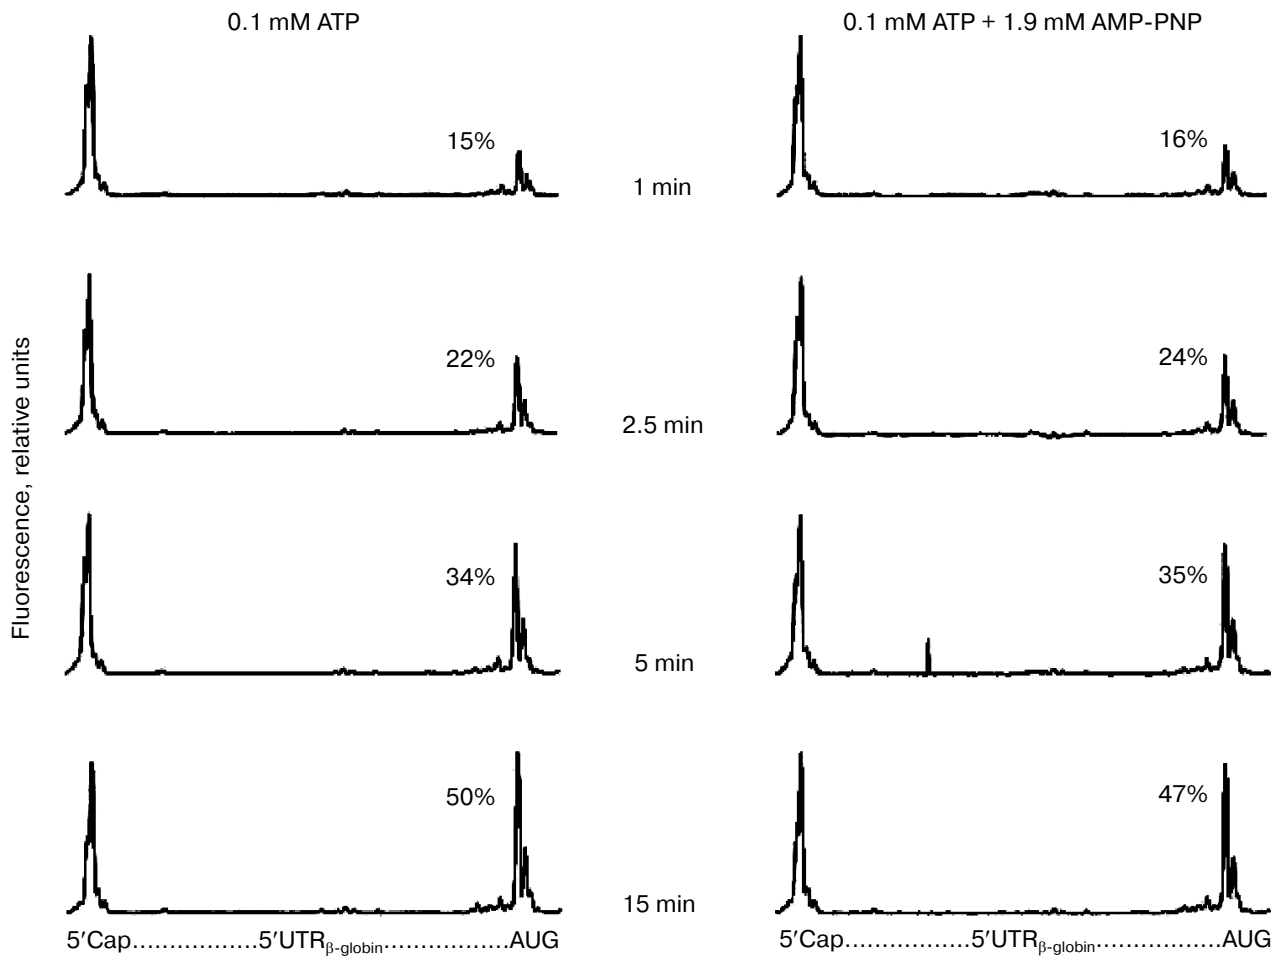 0.1 mM ATP
0.1 mM ATP + 1.9 mM AMP-PNP
15%
16%
1 min
22%
24%
2.5 min
Fluorescence, relative units
34%
35%
5 min
50%
47%
15 min
5′Cap..................5′UTRβ-globin..................AUG
5′Cap..................5′UTRβ-globin..................AUG